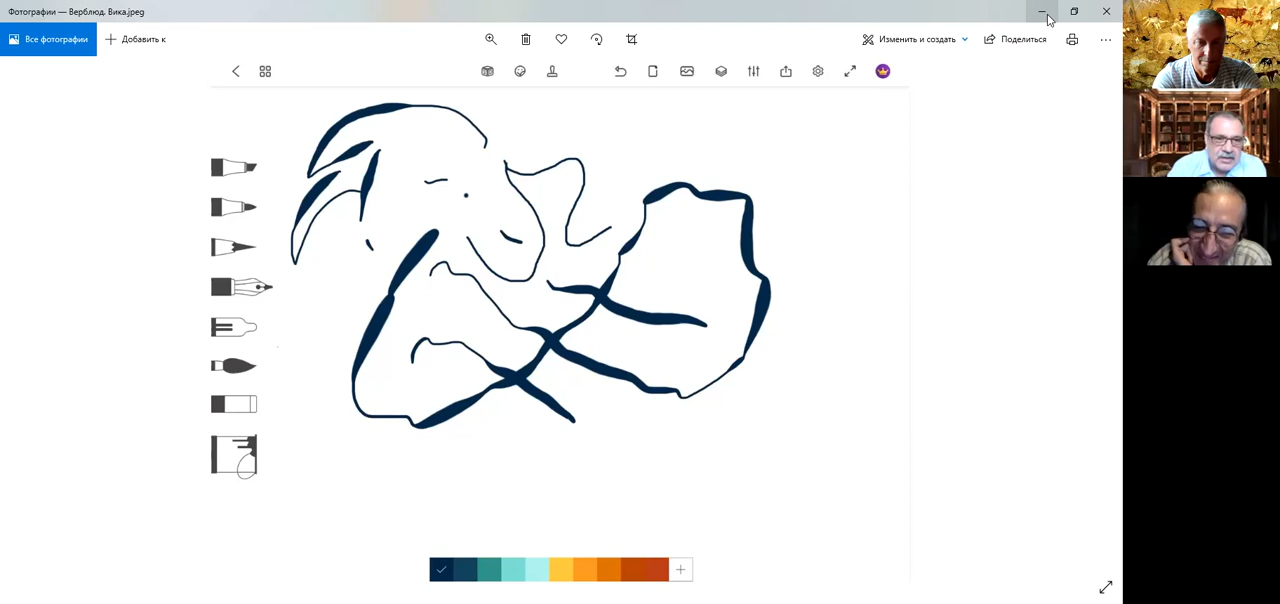 Фотографии — Верблюд. Вика.jpeg
Все фотографии
Добавить к
Изменить и создать
Поделиться